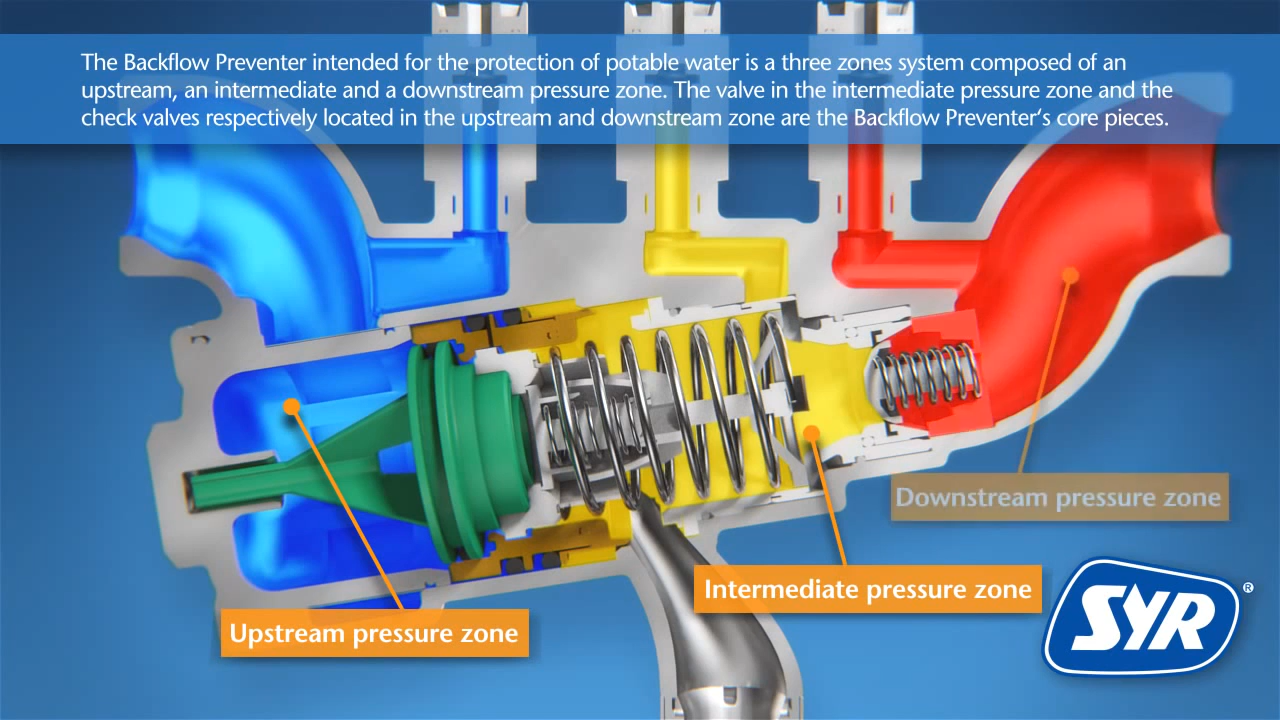 The Backflow Preventer intended for the protection of potable water is a three zones system composed of an
upstream, an intermediate and a downstream pressure zone. The valve in the intermediate pressure zone and the
check valves respectively located in the upstream and downstream zone are the Backflow Preventer‘s core pieces.
Downstream pressure zone
Intermediate pressure zone
Upstream pressure zone
SYR®